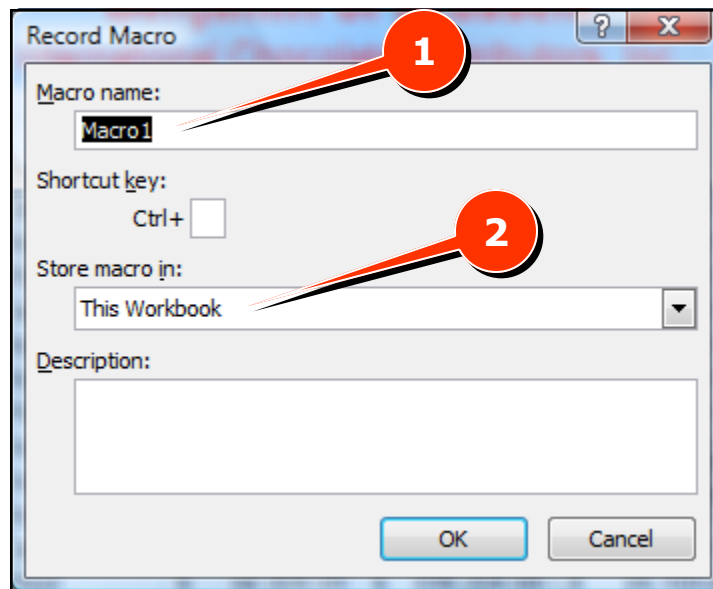 Record Macro
?
X
1
Macro name:
Macro1
Shortcut key:
Ctrl+
2
Store macro in:
This Workbook
Description:
OK Cancel